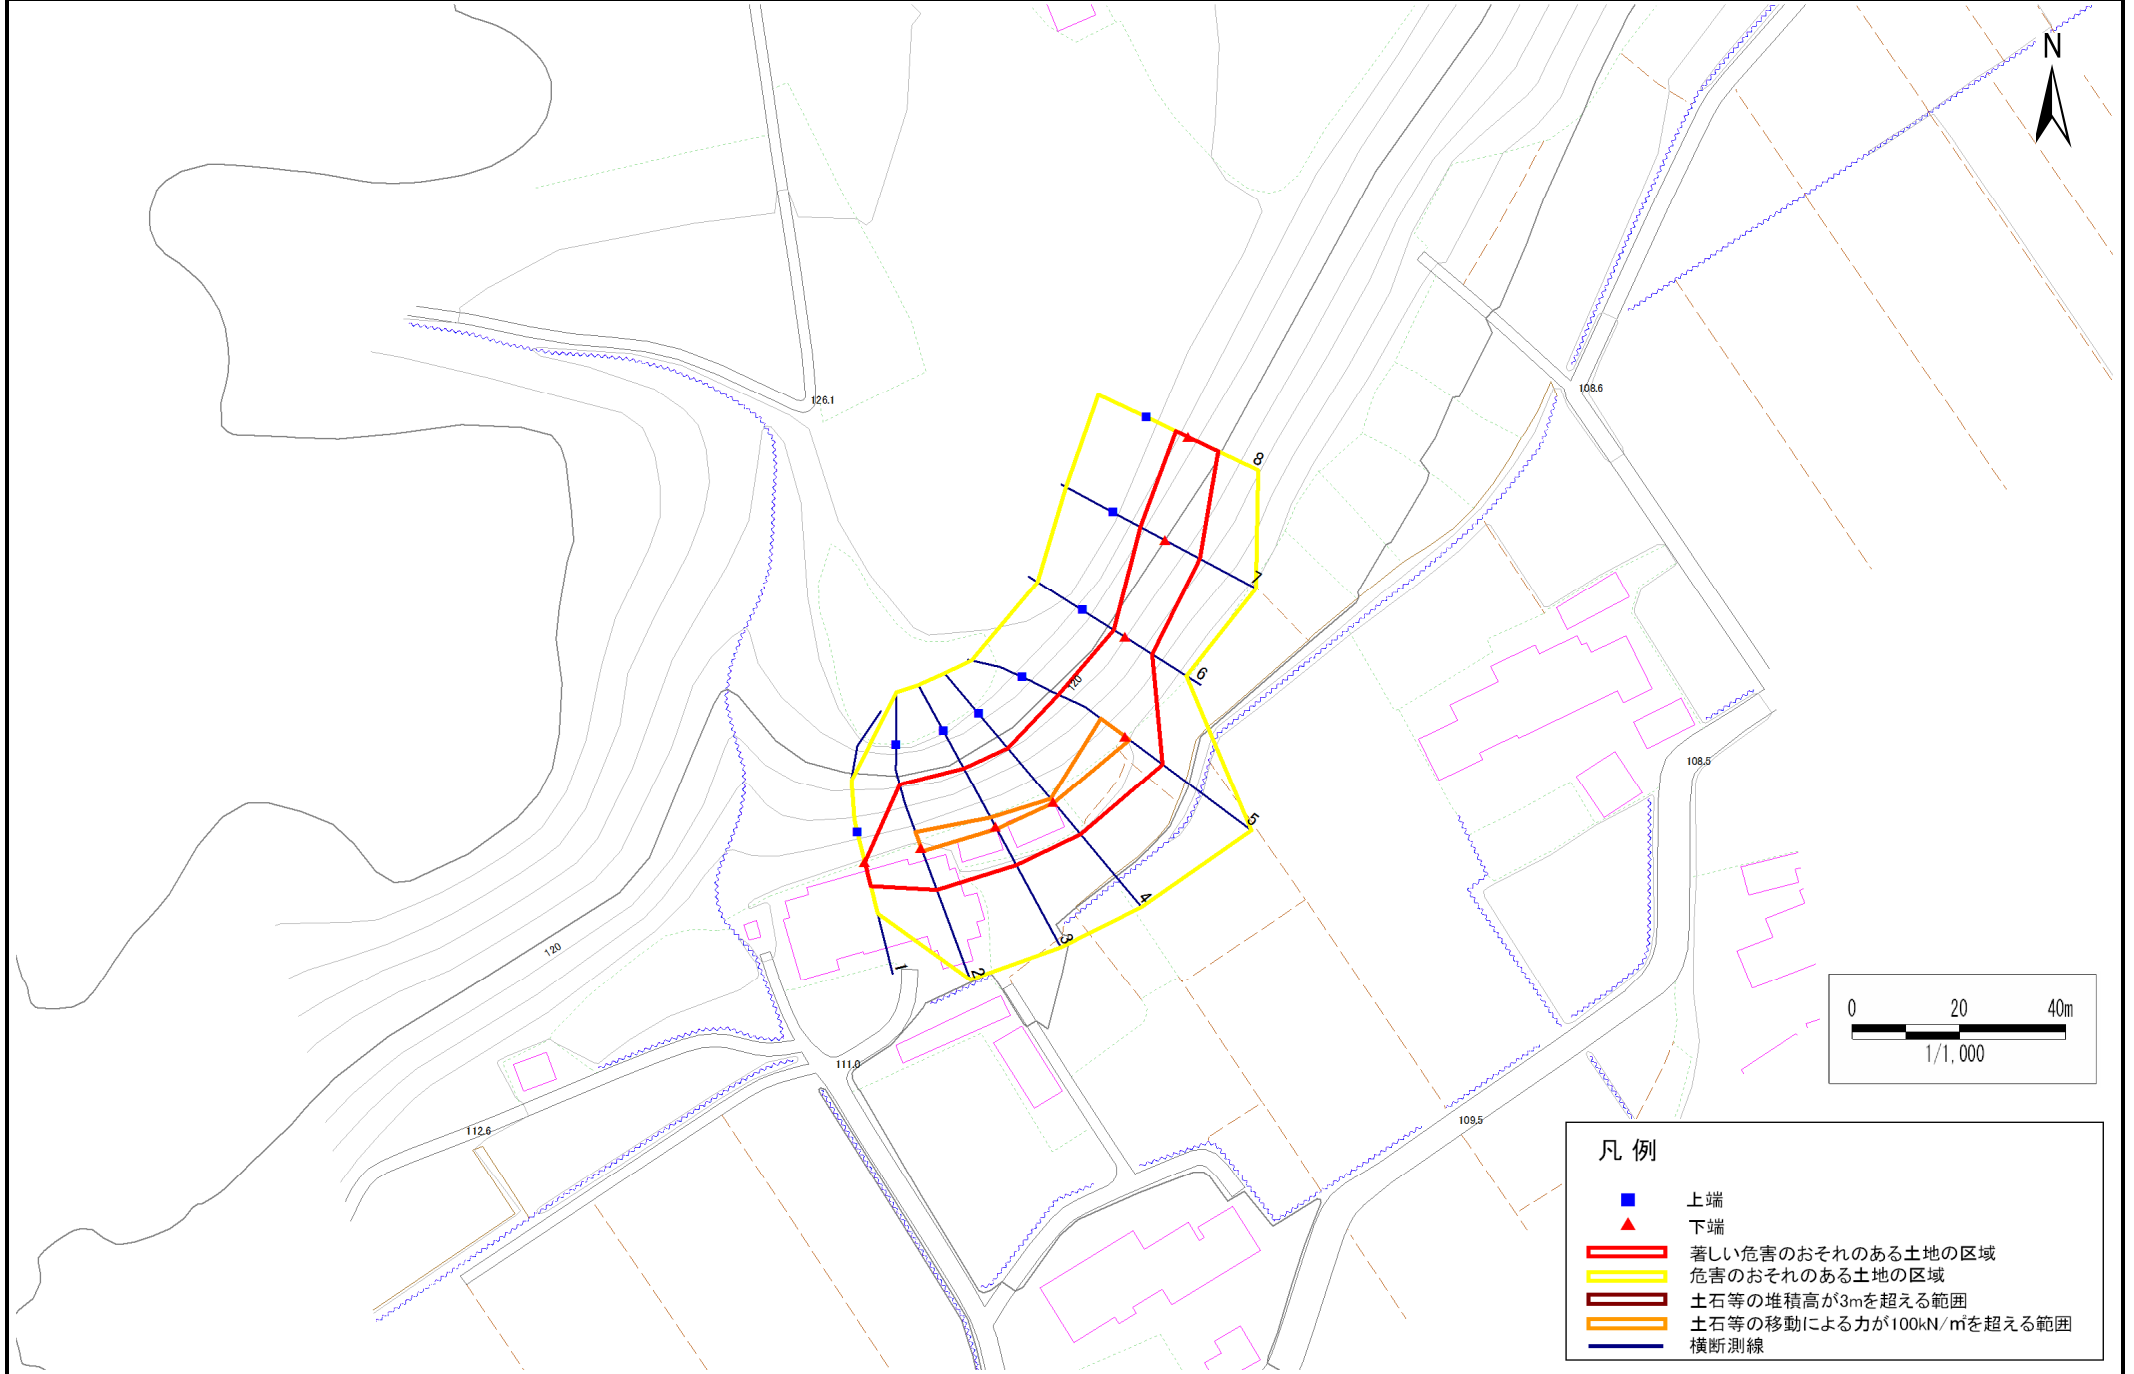 N
126.1
108.6
8
7
6
120
108.5
5
4
3
2
1
120
111.0
112.6
109.5
0 20 40m
1/1,000
凡 例
上端
下端
著しい危害のおそれのある土地の区域
危害のおそれのある土地の区域
土石等の堆積高が3mを超える範囲
土石等の移動による力が100kN/㎡を超える範囲
横断測線